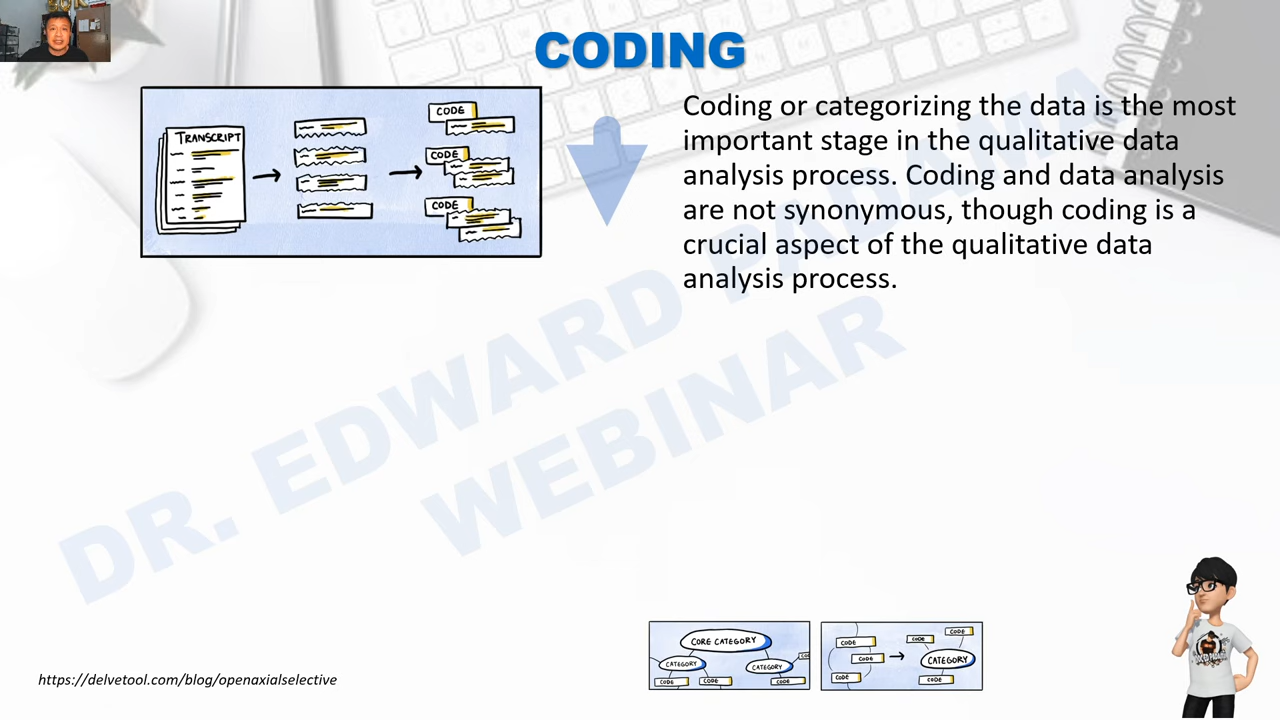 CODING
TRANSCRIPT
CODE
CODE
CODE
Coding or categorizing the data is the most
important stage in the qualitative data
analysis process. Coding and data analysis
are not synonymous, though coding is a
crucial aspect of the qualitative data
analysis process.
DR. EDWARD PADAMA
WEBINAR
CORE CATEGORY
CATEGORY
CATEGORY
CODE
CODE
CODE
CODE
CODE
CODE
CODE
CODE
CATEGORY
CODE
https://delvetool.com/blog/openaxialselective